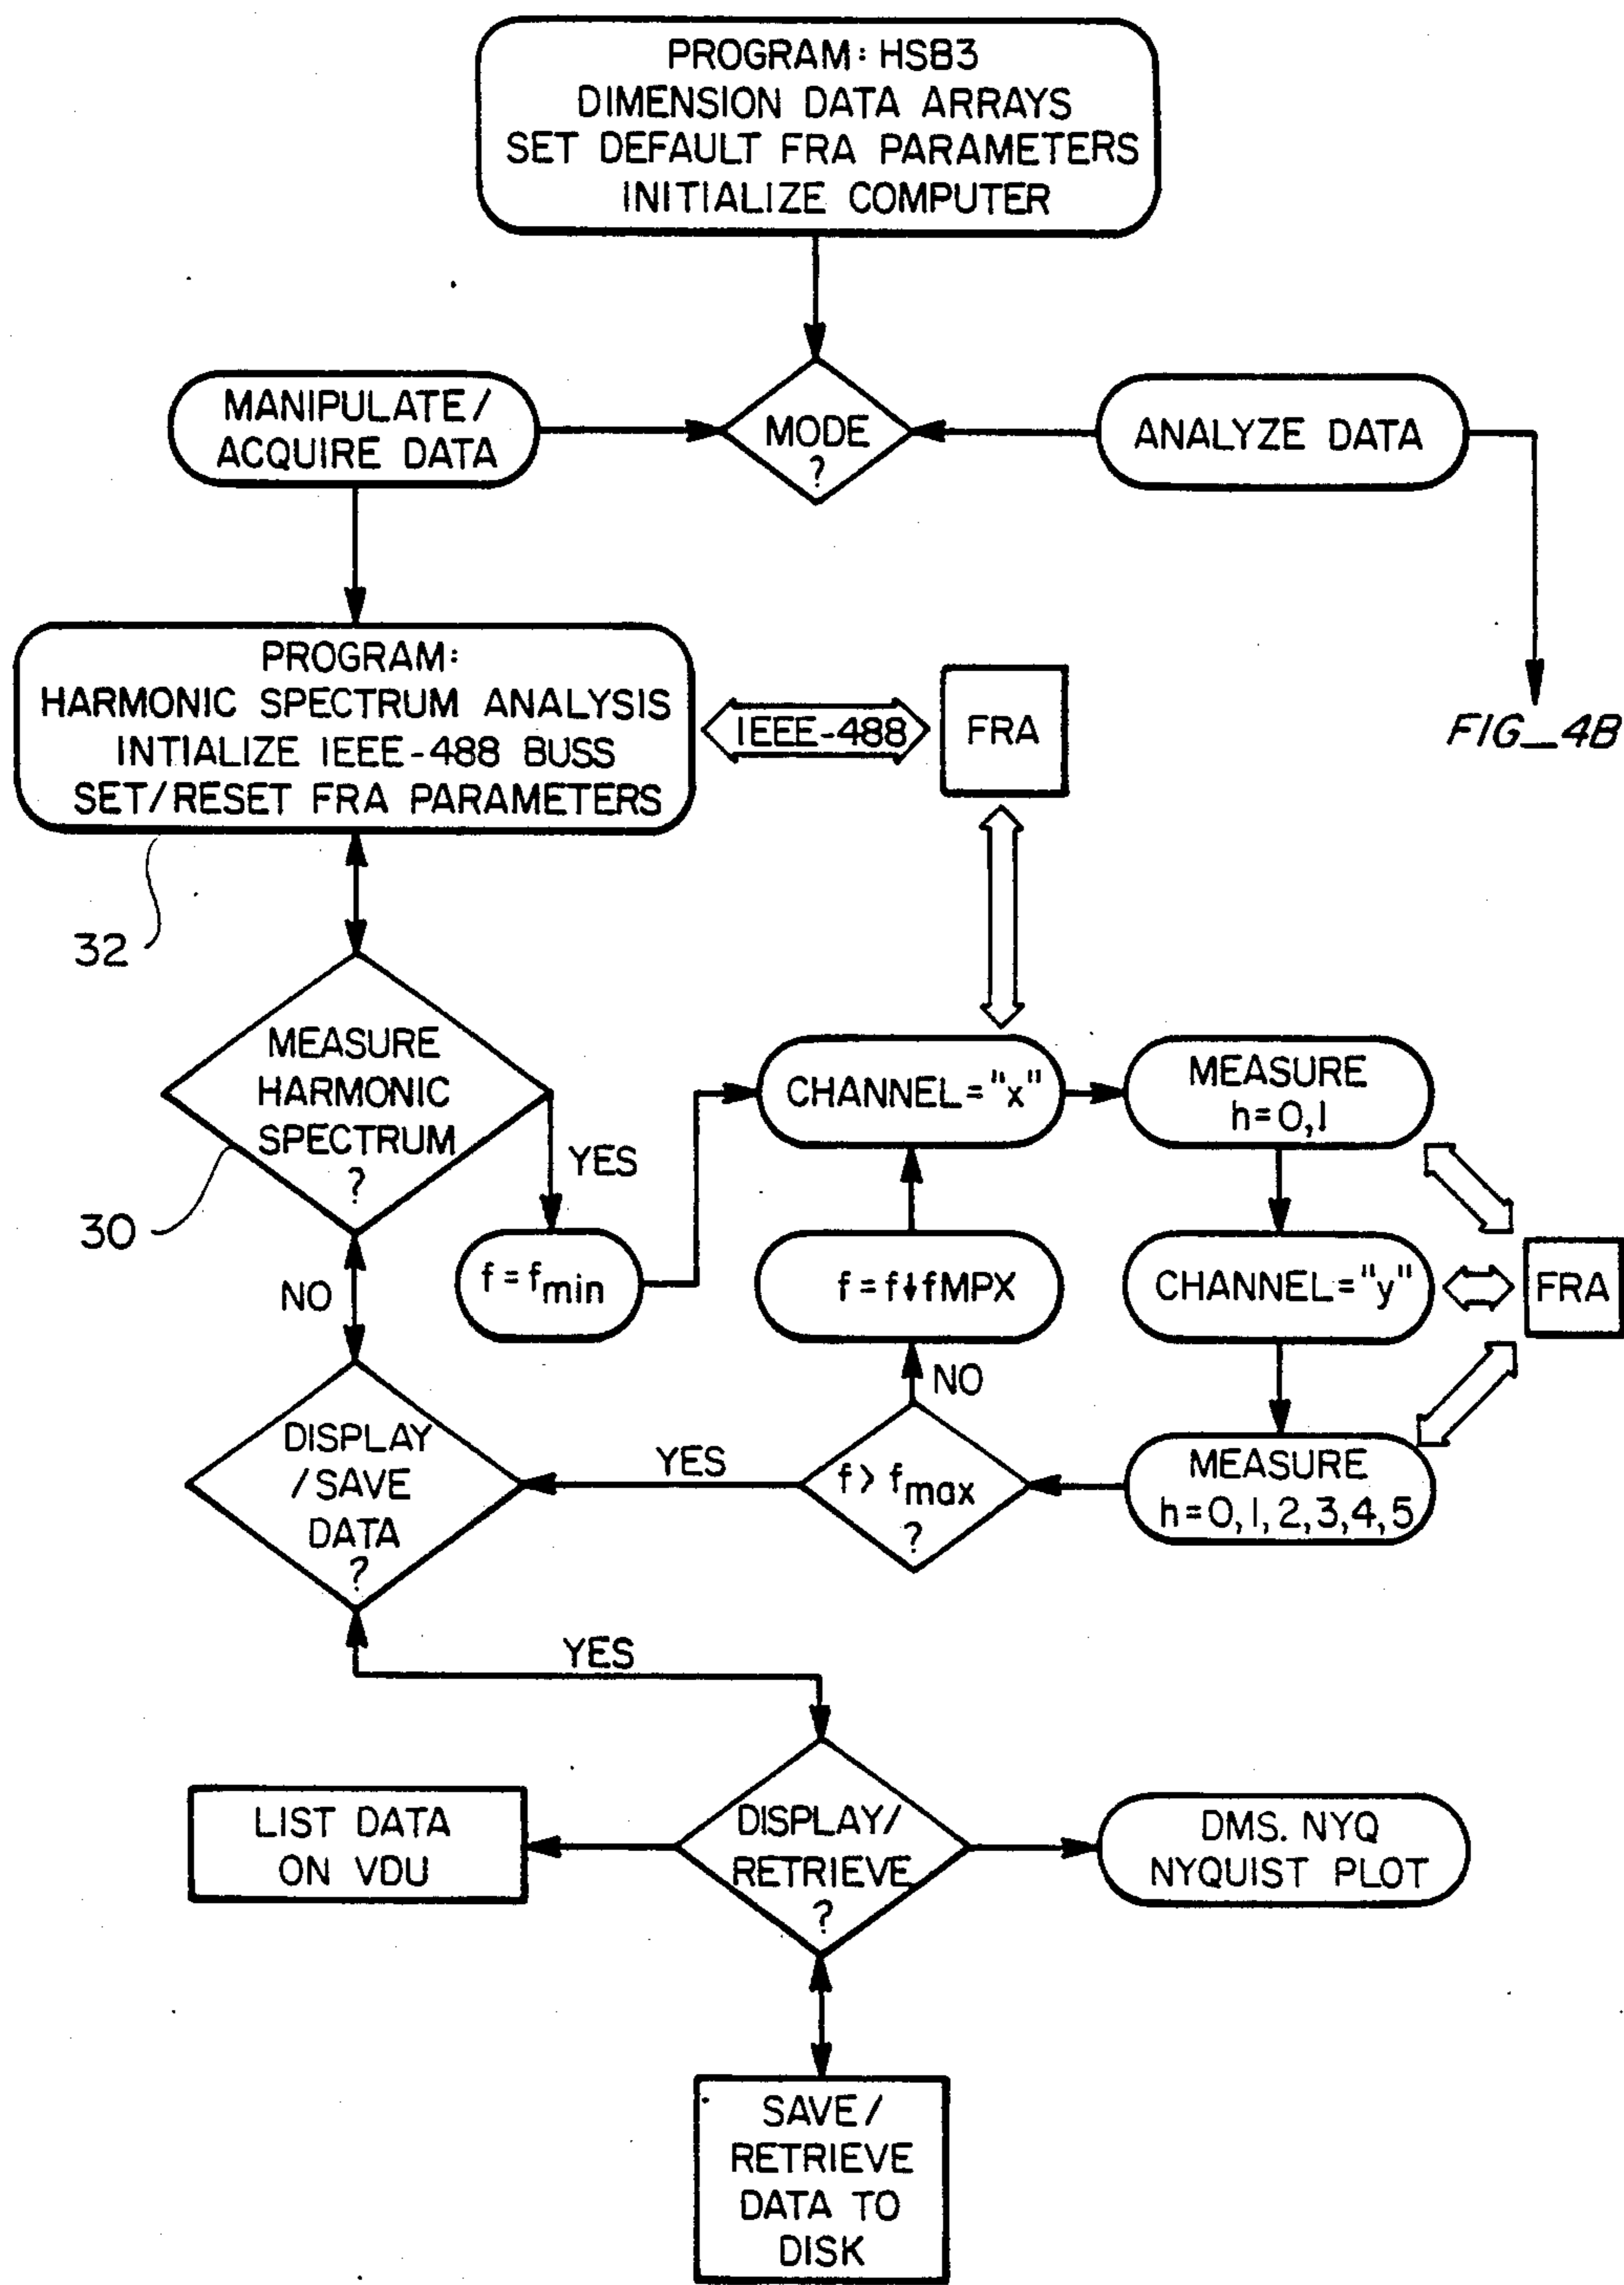 PROGRAM: HSB3
DIMENSION DATA ARRAYS
SET DEFAULT FRA PARAMETERS
INITIALIZE COMPUTER
MANIPULATE/
ACQUIRE DATA
MODE
?
ANALYZE DATA
PROGRAM:
HARMONIC SPECTRUM ANALYSIS
INTIALIZE IEEE-488 BUSS
SET/RESET FRA PARAMETERS
IEEE-488
FRA
FIG_4B
32
MEASURE
HARMONIC
SPECTRUM
?
30
YES
NO
f = fmin
CHANNEL="x"
MEASURE
h=0,1
f=f↓fMPX
CHANNEL="y"
FRA
NO
MEASURE
h=0,1,2,3,4,5
f> fmax
?
YES
DISPLAY
/SAVE
DATA
?
YES
LIST DATA
ON VDU
DISPLAY/
RETRIEVE
?
DMS. NYQ
NYQUIST PLOT
SAVE/
RETRIEVE
DATA TO
DISK